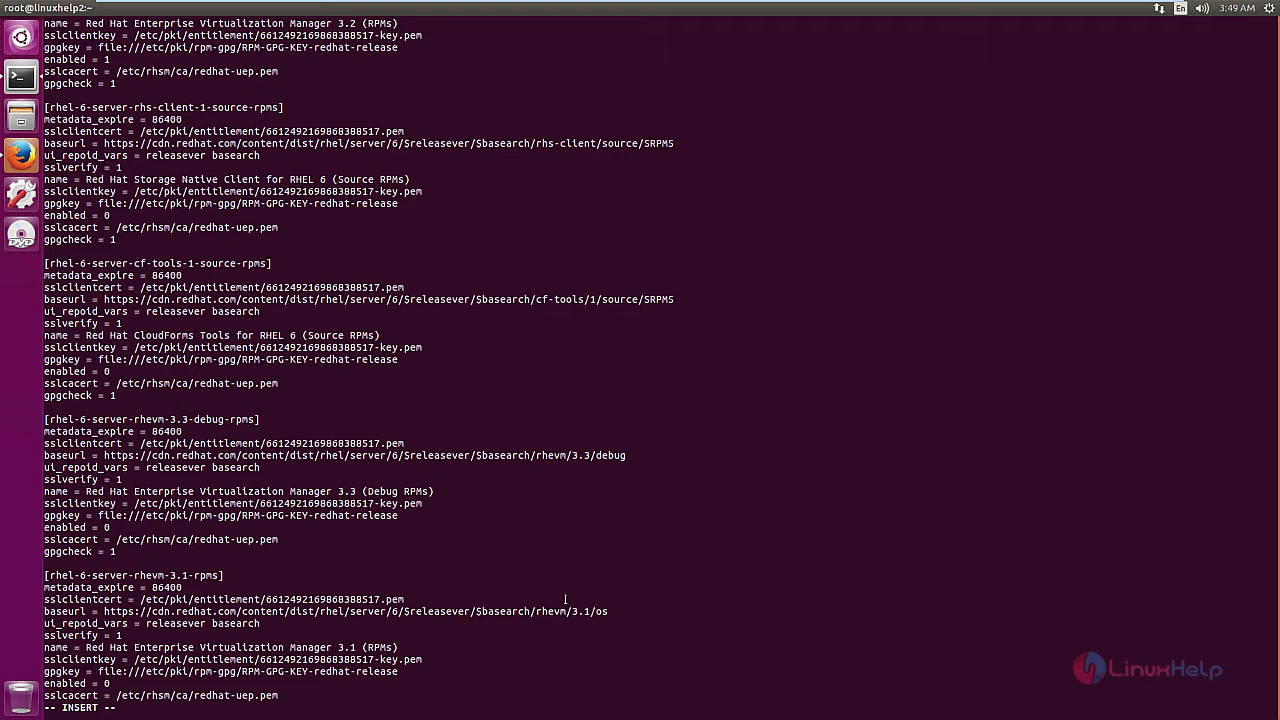 root@linuxhelp2:~
En
3:49 AM
name = Red Hat Enterprise Virtualization Manager 3.2 (RPMs)
sslclientkey = /etc/pki/entitlement/6612492169868388517-key.pem
gpgkey = file:///etc/pki/rpm-gpg/RPM-GPG-KEY-redhat-release
enabled = 1
sslcacert = /etc/rhsm/ca/redhat-uep.pem
gpgcheck = 1
[rhel-6-server-rhs-client-1-source-rpms]
metadata_expire = 86400
sslclientcert = /etc/pki/entitlement/6612492169868388517.pem
baseurl = https://cdn.redhat.com/content/dist/rhel/server/6/$releasever/$basearch/rhs-client/source/SRPMS
ui_repoid_vars = releasever basearch
sslverify = 1
name = Red Hat Storage Native Client for RHEL 6 (Source RPMs)
sslclientkey = /etc/pki/entitlement/6612492169868388517-key.pem
gpgkey = file:///etc/pki/rpm-gpg/RPM-GPG-KEY-redhat-release
enabled = 0
sslcacert = /etc/rhsm/ca/redhat-uep.pem
gpgcheck = 1
[rhel-6-server-cf-tools-1-source-rpms]
metadata_expire = 86400
sslclientcert = /etc/pki/entitlement/6612492169868388517.pem
baseurl = https://cdn.redhat.com/content/dist/rhel/server/6/$releasever/$basearch/cf-tools/1/source/SRPMS
ui_repoid_vars = releasever basearch
sslverify = 1
name = Red Hat CloudForms Tools for RHEL 6 (Source RPMs)
sslclientkey = /etc/pki/entitlement/6612492169868388517-key.pem
gpgkey = file:///etc/pki/rpm-gpg/RPM-GPG-KEY-redhat-release
enabled = 0
sslcacert = /etc/rhsm/ca/redhat-uep.pem
gpgcheck = 1
[rhel-6-server-rhevm-3.3-debug-rpms]
metadata_expire = 86400
sslclientcert = /etc/pki/entitlement/6612492169868388517.pem
baseurl = https://cdn.redhat.com/content/dist/rhel/server/6/$releasever/$basearch/rhevm/3.3/debug
ui_repoid_vars = releasever basearch
sslverify = 1
name = Red Hat Enterprise Virtualization Manager 3.3 (Debug RPMs)
sslclientkey = /etc/pki/entitlement/6612492169868388517-key.pem
gpgkey = file:///etc/pki/rpm-gpg/RPM-GPG-KEY-redhat-release
enabled = 0
sslcacert = /etc/rhsm/ca/redhat-uep.pem
gpgcheck = 1
[rhel-6-server-rhevm-3.1-rpms]
metadata_expire = 86400
sslclientcert = /etc/pki/entitlement/6612492169868388517.pem
baseurl = https://cdn.redhat.com/content/dist/rhel/server/6/$releasever/$basearch/rhevm/3.1/os
ui_repoid_vars = releasever basearch
sslverify = 1
name = Red Hat Enterprise Virtualization Manager 3.1 (RPMs)
sslclientkey = /etc/pki/entitlement/6612492169868388517-key.pem
gpgkey = file:///etc/pki/rpm-gpg/RPM-GPG-KEY-redhat-release
enabled = 0
sslcacert = /etc/rhsm/ca/redhat-uep.pem
-- INSERT --
DVD
LinuxHelp